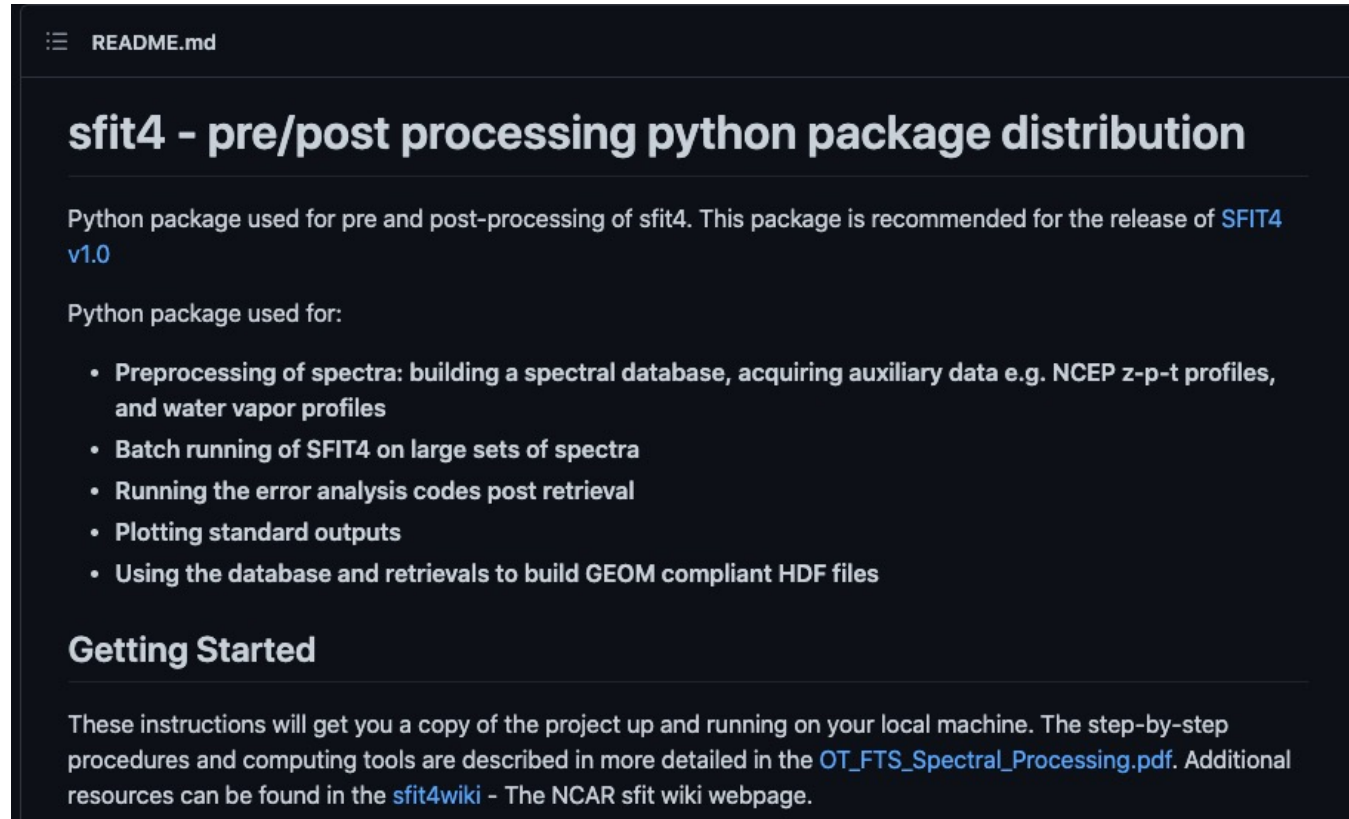 README.md
sfit4 - pre/post processing python package distribution
Python package used for pre and post-processing of sfit4. This package is recommended for the release of SFIT4
v1.0
Python package used for:
• Preprocessing of spectra: building a spectral database, acquiring auxiliary data e.g. NCEP z-p-t profiles,
and water vapor profiles
• Batch running of SFIT4 on large sets of spectra
• Running the error analysis codes post retrieval
• Plotting standard outputs
• Using the database and retrievals to build GEOM compliant HDF files
Getting Started
These instructions will get you a copy of the project up and running on your local machine. The step-by-step
procedures and computing tools are described in more detailed in the OT_FTS_Spectral_Processing.pdf. Additional
resources can be found in the sfit4wiki - The NCAR sfit wiki webpage.